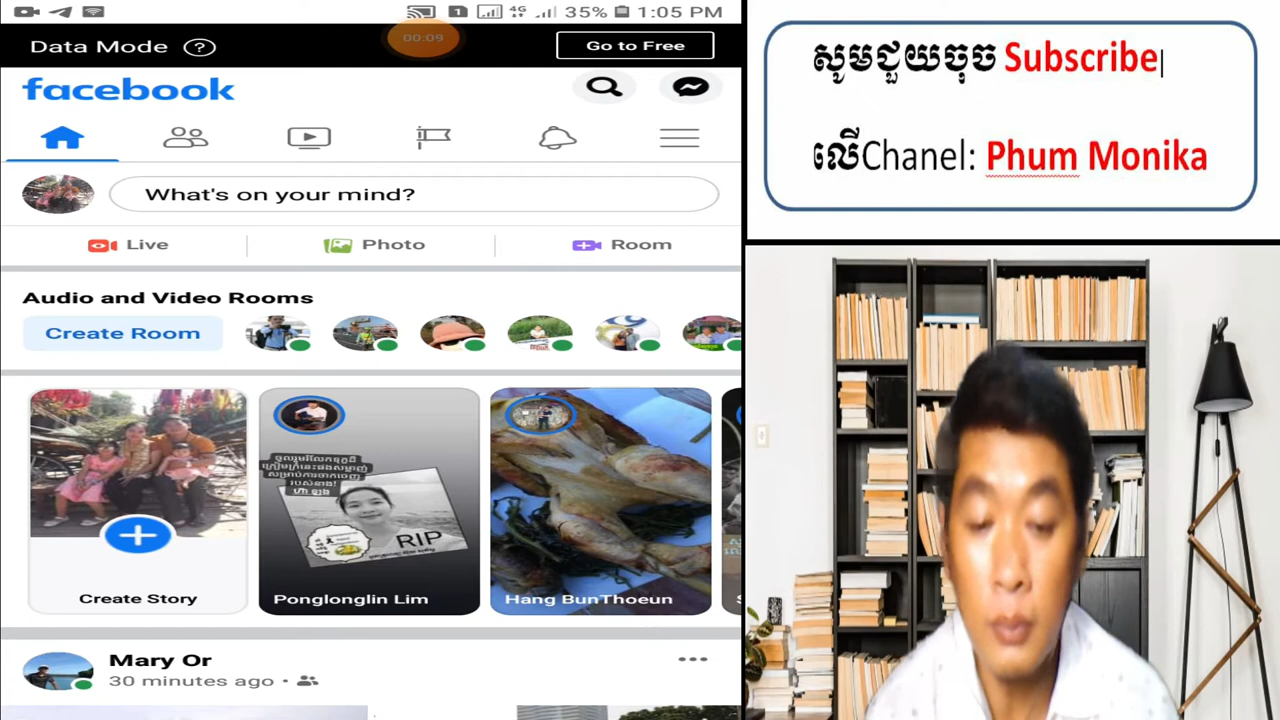 35% 1:05 PM
Data Mode ?
00:09
Go to Free
facebook
What's on your mind?
Live
Photo
Room
Audio and Video Rooms
Create Room
Create Story
RIP
Ponglonglin Lim
Hang BunThoeun
Mary Or
30 minutes ago
សូមជួយចុច Subscribe
លើChanel: Phum Monika